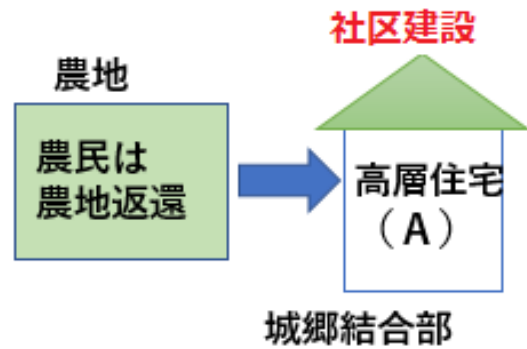 社区建設
農地
農民は
農地返還
高層住宅
（A）
城郷結合部